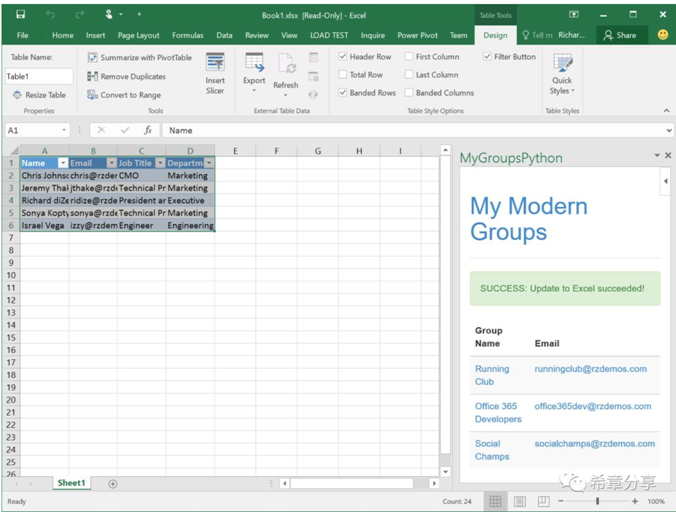 Book1.xlsx [Read-Only] - Excel
Table Tools
File Home Insert Page Layout Formulas Data Review View LOAD TEST Inquire Power Pivot Team Design Tell m Richar... Share
Table Name:
Table1
Resize Table
Properties
Summarize with PivotTable
Remove Duplicates
Convert to Range
Tools
Insert
Slicer
Export
Refresh
External Table Data
Header Row First Column Filter Button
Total Row Last Column
Banded Rows Banded Columns
Table Style Options
Quick
Styles
Table Styles
A1 fx Name
A B C D E F G H I
1 Name Email Job Title Departm
2 Chris Johns chris@rzder CMO Marketing
3 Jeremy Thal jthake@rzd Technical Pr Marketing
4 Richard diZe ridize@rzde President ar Executive
5 Sonya Kopty sonya@rzd Technical Pr Marketing
6 Israel Vega izzy@rzdem Engineer Engineering
7
8
9
10
11
12
13
14
15
16
17
18
19
20
21
22
23
24
25
26
MyGroupsPython
My Modern
Groups
SUCCESS: Update to Excel succeeded!
Group
Name Email
Running
Club runningclub@rzdemos.com
Office 365
Developers office365dev@rzdemos.com
Social
Champs socialchamps@rzdemos.com
希章分享
Sheet1
Ready Count: 24 100%